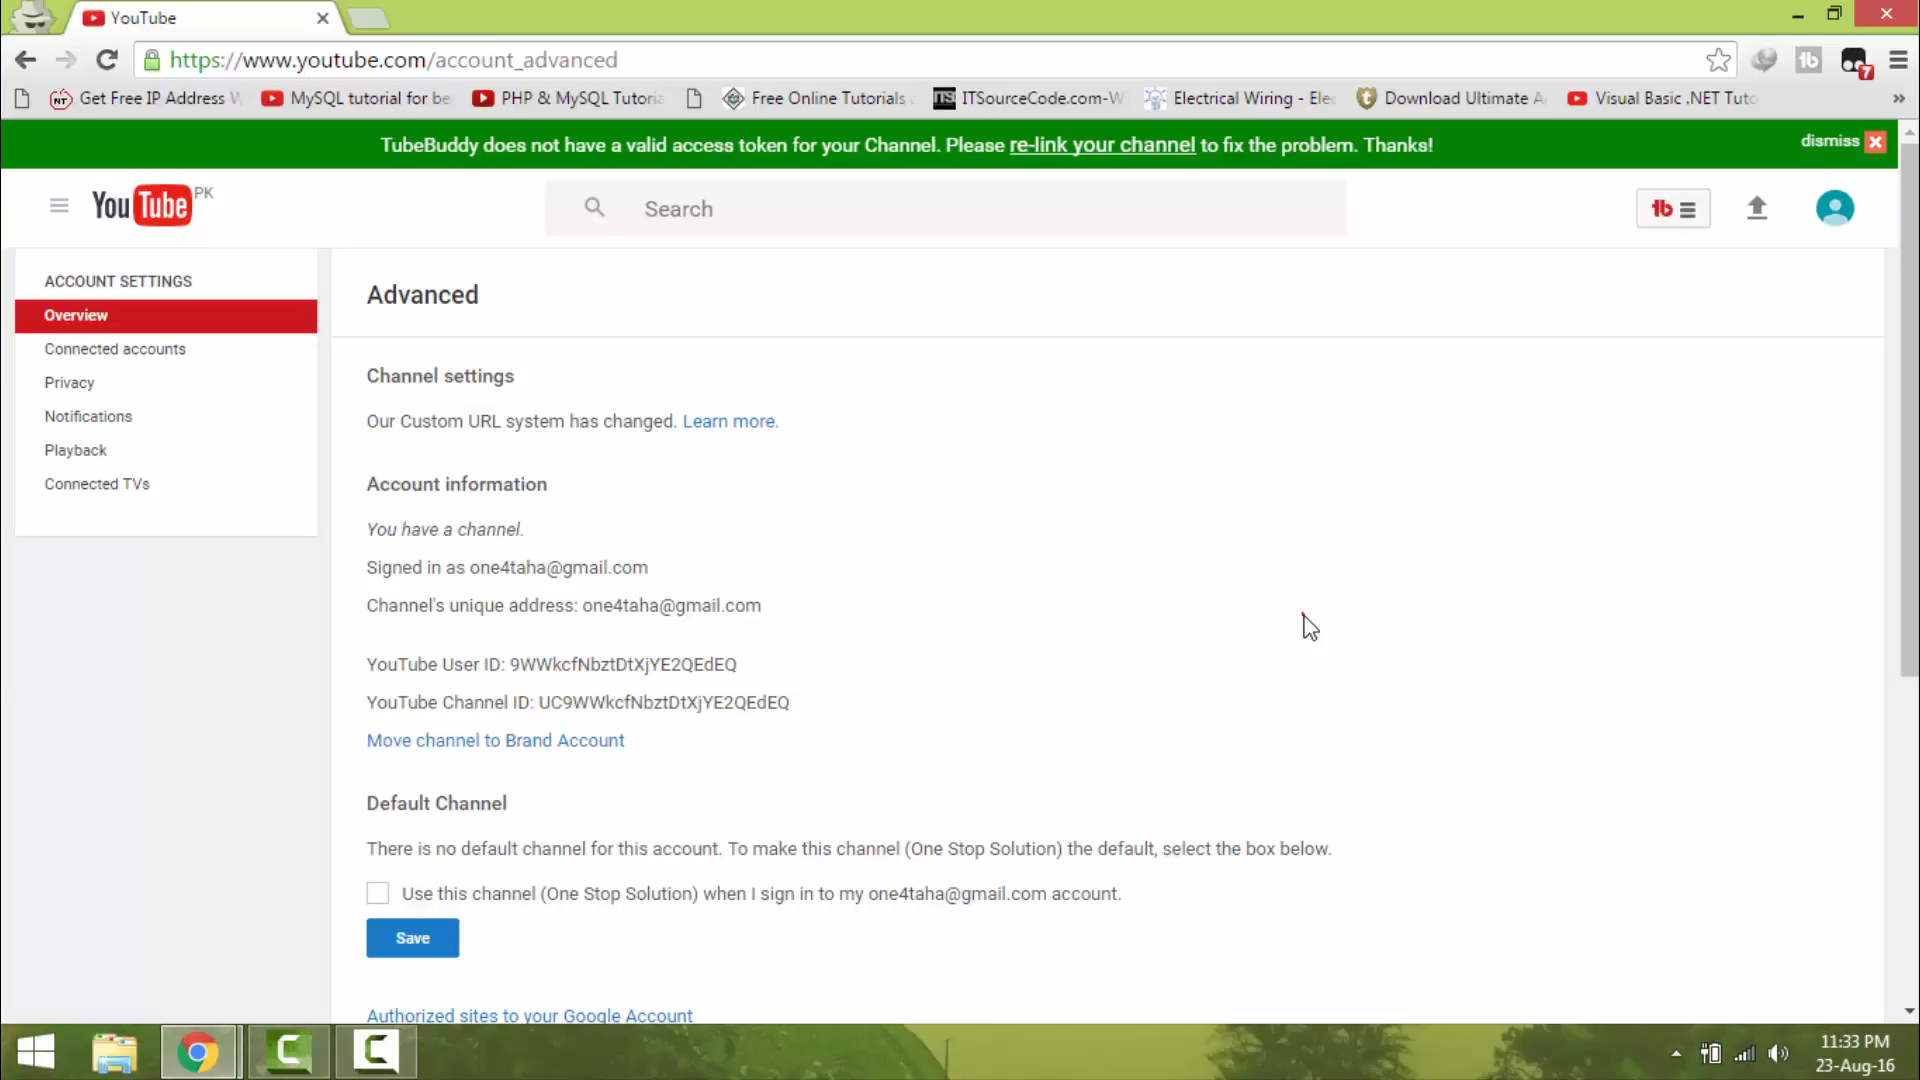 YouTube
https://www.youtube.com/account_advanced
7
Get Free IP Address W
MySQL tutorial for be
PHP & MySQL Tutoria
Free Online Tutorials
ITSourceCode.com-W
Electrical Wiring - Elec
Download Ultimate A
Visual Basic .NET Tuto
»
TubeBuddy does not have a valid access token for your Channel. Please re-link your channel to fix the problem. Thanks!
dismiss
YouTube PK
Search
ACCOUNT SETTINGS
Overview
Connected accounts
Privacy
Notifications
Playback
Connected TVs
Advanced
Channel settings
Our Custom URL system has changed. Learn more.
Account information
You have a channel.
Signed in as one4taha@gmail.com
Channel's unique address: one4taha@gmail.com
YouTube User ID: 9WWkcfNbztDtXjYE2QEdEQ
YouTube Channel ID: UC9WWkcfNbztDtXjYE2QEdEQ
Move channel to Brand Account
Default Channel
There is no default channel for this account. To make this channel (One Stop Solution) the default, select the box below.
Use this channel (One Stop Solution) when I sign in to my one4taha@gmail.com account.
Save
Authorized sites to your Google Account
11:33 PM
23-Aug-16